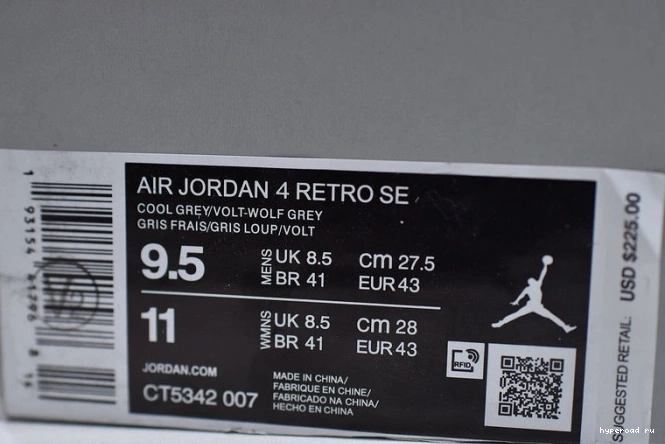 AIR JORDAN 4 RETRO SE
COOL GREY/VOLT-WOLF GREY
GRIS FRAIS/GRIS LOUP/VOLT
9.5
MENS
UK 8.5
cm 27.5
BR 41
EUR 43
11
WMNS
UK 8.5
cm 28
BR 41
EUR 43
JORDAN.COM
CT5342 007
MADE IN CHINA/
FABRIQUE EN CHINE/
FABRICADO NA CHINA/
HECHO EN CHINA
RFID
SUGGESTED RETAIL: USD $225.00
1 93154
hyperoad ru